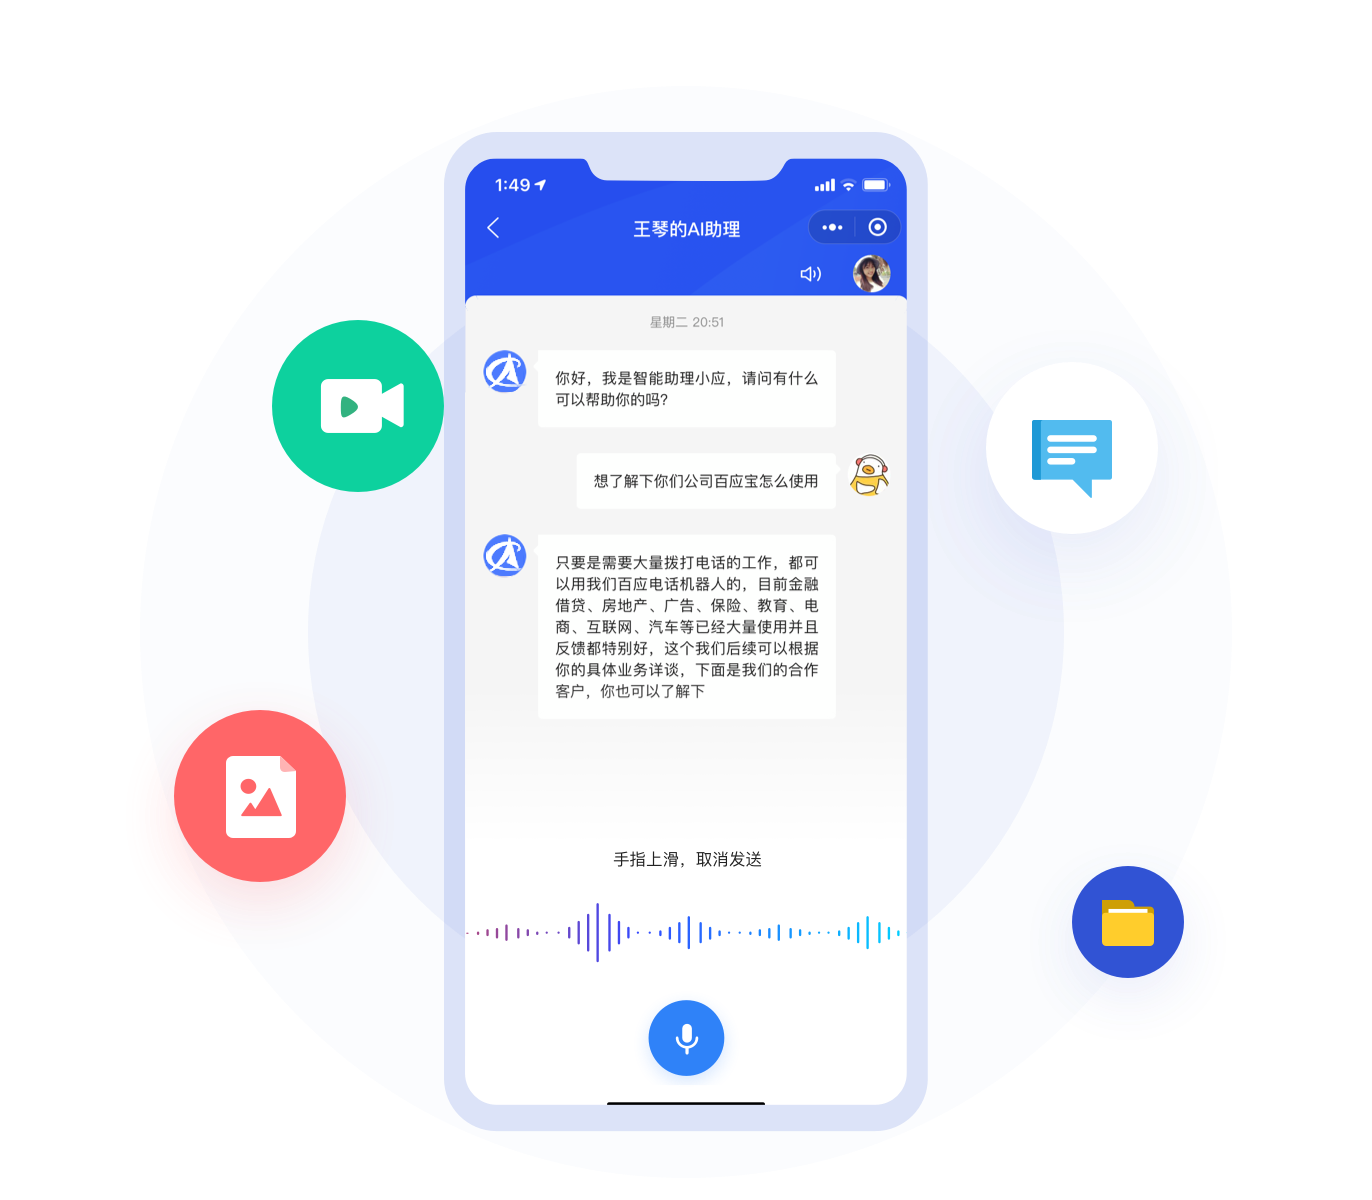 1:49
王琴的AI助理
星期二 20:51
你好，我是智能助理小应，请问有什么
可以帮助你的吗?
想了解下你们公司百应宝怎么使用
只要是需要大量拨打电话的工作，都可
以用我们百应电话机器人的，目前金融
借贷、房地产、广告、保险、教育、电
商、互联网、汽车等已经大量使用并且
反馈都特别好，这个我们后续可以根据
你的具体业务详谈，下面是我们的合作
客户，你也可以了解下
手指上滑，取消发送